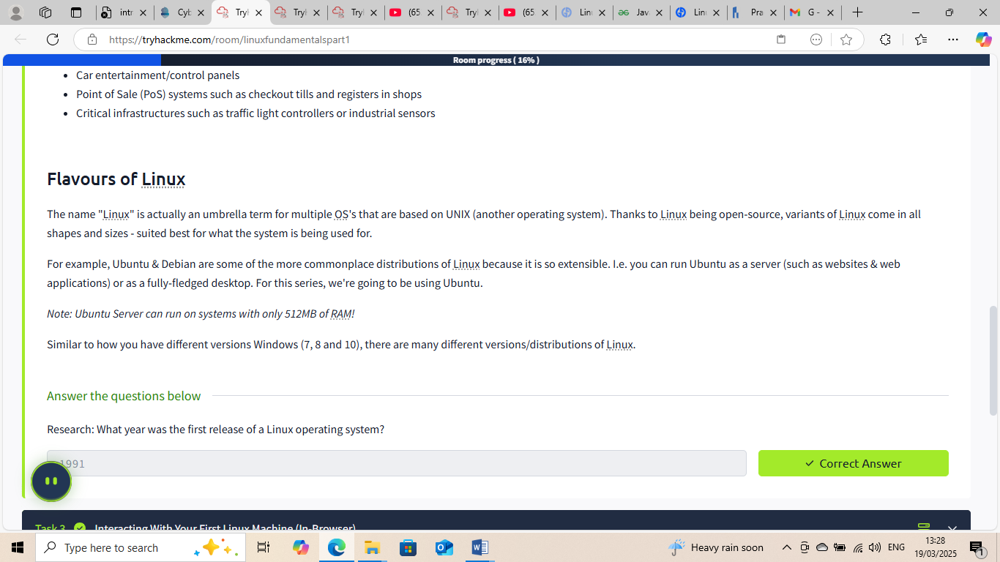 intr
Cyb
Tryl
Tryl
Tryl
(65
Tryl
(65
Linu
Java
Linu
Pra
G -
https://tryhackme.com/room/linuxfundamentalspart1
Room progress ( 16% )
Car entertainment/control panels
Point of Sale (PoS) systems such as checkout tills and registers in shops
Critical infrastructures such as traffic light controllers or industrial sensors
Flavours of Linux
The name "Linux" is actually an umbrella term for multiple OS's that are based on UNIX (another operating system). Thanks to Linux being open-source, variants of Linux come in all
shapes and sizes - suited best for what the system is being used for.
For example, Ubuntu & Debian are some of the more commonplace distributions of Linux because it is so extensible. I.e. you can run Ubuntu as a server (such as websites & web
applications) or as a fully-fledged desktop. For this series, we're going to be using Ubuntu.
Note: Ubuntu Server can run on systems with only 512MB of RAM!
Similar to how you have different versions Windows (7, 8 and 10), there are many different versions/distributions of Linux.
Answer the questions below
Research: What year was the first release of a Linux operating system?
1991
Correct Answer
Task 3 Interacting With Your First Linux Machine (In-Browser)
Type here to search
Heavy rain soon
ENG
13:28
19/03/2025
1